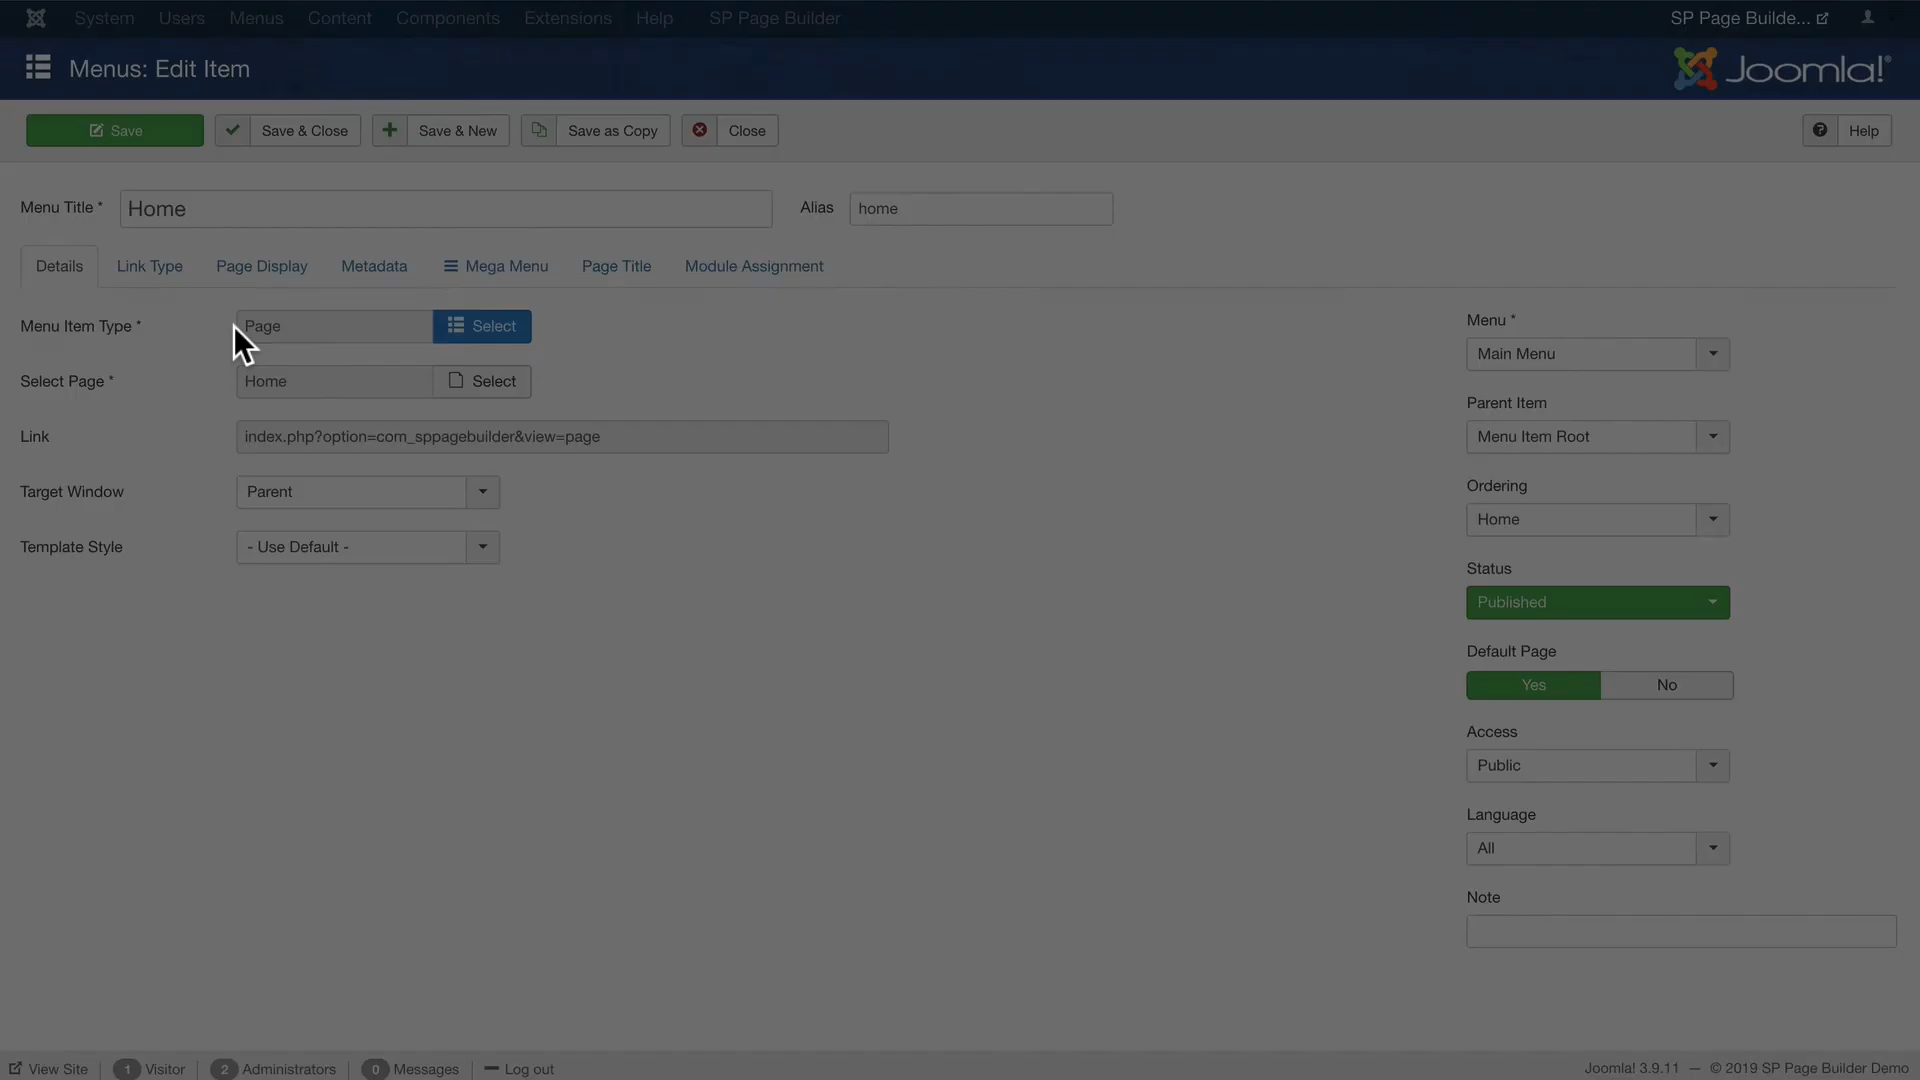 System Users Menus Content Components Extensions Help SP Page Builder SP Page Builde...
Menus: Edit Item Joomla!®
Save Save & Close Save & New Save as Copy Close Help
Menu Title * Home Alias home
Details Link Type Page Display Metadata Mega Menu Page Title Module Assignment
Menu Item Type * Page Select
Select Page * Home Select
Link index.php?option=com_sppagebuilder&view=page
Target Window Parent
Template Style - Use Default -
Menu *
Main Menu
Parent Item
Menu Item Root
Ordering
Home
Status
Published
Default Page
Yes No
Access
Public
Language
All
Note
View Site 1 Visitor 2 Administrators 0 Messages Log out Joomla! 3.9.11 — © 2019 SP Page Builder Demo